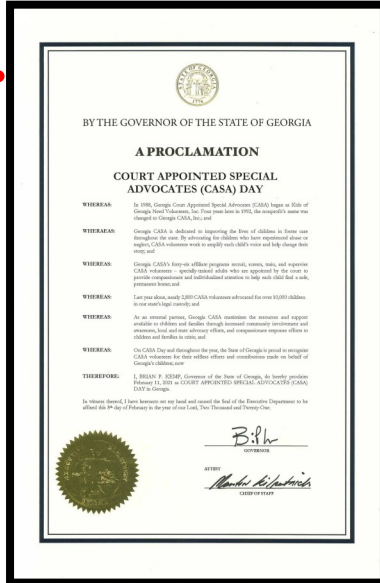 STATE OF GEORGIA
1776
BY THE GOVERNOR OF THE STATE OF GEORGIA
A PROCLAMATION
COURT APPOINTED SPECIAL
ADVOCATES (CASA) DAY
WHEREAS: In 1988, Georgia Court Appointed Special Advocates (CASA) began as Kids of
Georgia Need Volunteers, Inc. Four years later in 1992, the nonprofit's name was
changed to Georgia CASA, Inc.; and
WHERAEAS: Georgia CASA is dedicated to improving the lives of children in foster care
throughout the state. By advocating for children who have experienced abuse or
neglect, CASA volunteers work to amplify each child's voice and help change their
story; and
WHEREAS: Georgia CASA's forty-six affiliate programs recruit, screen, train, and supervise
CASA volunteers – specially-trained adults who are appointed by the court to
provide compassionate and individualized attention to help each child find a safe,
permanent home; and
WHEREAS: Last year alone, nearly 2,800 CASA volunteers advocated for over 10,000 children
in our state's legal custody; and
WHEREAS: As an external partner, Georgia CASA maximizes the resources and support
available to children and families through increased community involvement and
awareness, local and state advocacy efforts, and compassionate response efforts to
children and families in crisis; and
WHEREAS: On CASA Day and throughout the year, the State of Georgia is proud to recognize
CASA volunteers for their selfless efforts and contributions made on behalf of
Georgia's children; now
THEREFORE: I, BRIAN P. KEMP, Governor of the State of Georgia, do hereby proclaim
February 11, 2021 as COURT APPOINTED SPECIAL ADVOCATES (CASA)
DAY in Georgia.
In witness thereof, I have hereunto set my hand and caused the Seal of the Executive Department to be
affixed this 8th day of February in the year of our Lord, Two Thousand and Twenty-One.
GOVERNOR
ATTEST
CHIEF OF STAFF